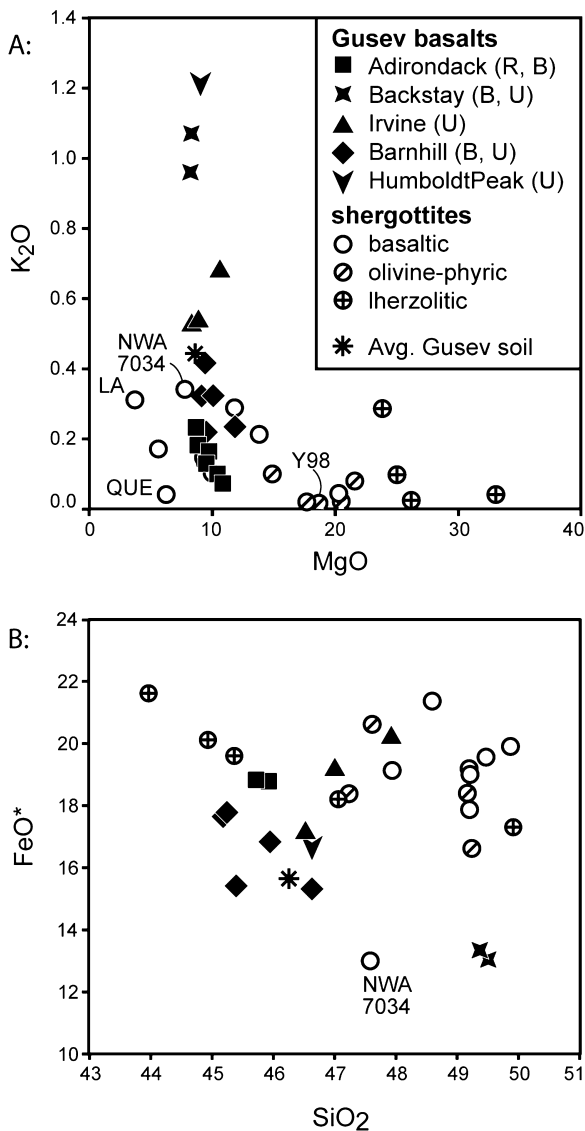 A:
1.4
1.2
1.0
0.8
0.6
0.4
0.2
0.0
K₂O
Gusev basalts
Adirondack (R, B)
Backstay (B, U)
Irvine (U)
Barnhill (B, U)
HumboldtPeak (U)
shergottites
basaltic
olivine-phyric
lherzolitic
Avg. Gusev soil
NWA
7034
LA
QUE
Y98
0 10 20 30 40
MgO
B:
24
22
20
18
16
14
12
10
FeO*
NWA
7034
43 44 45 46 47 48 49 50 51
SiO₂